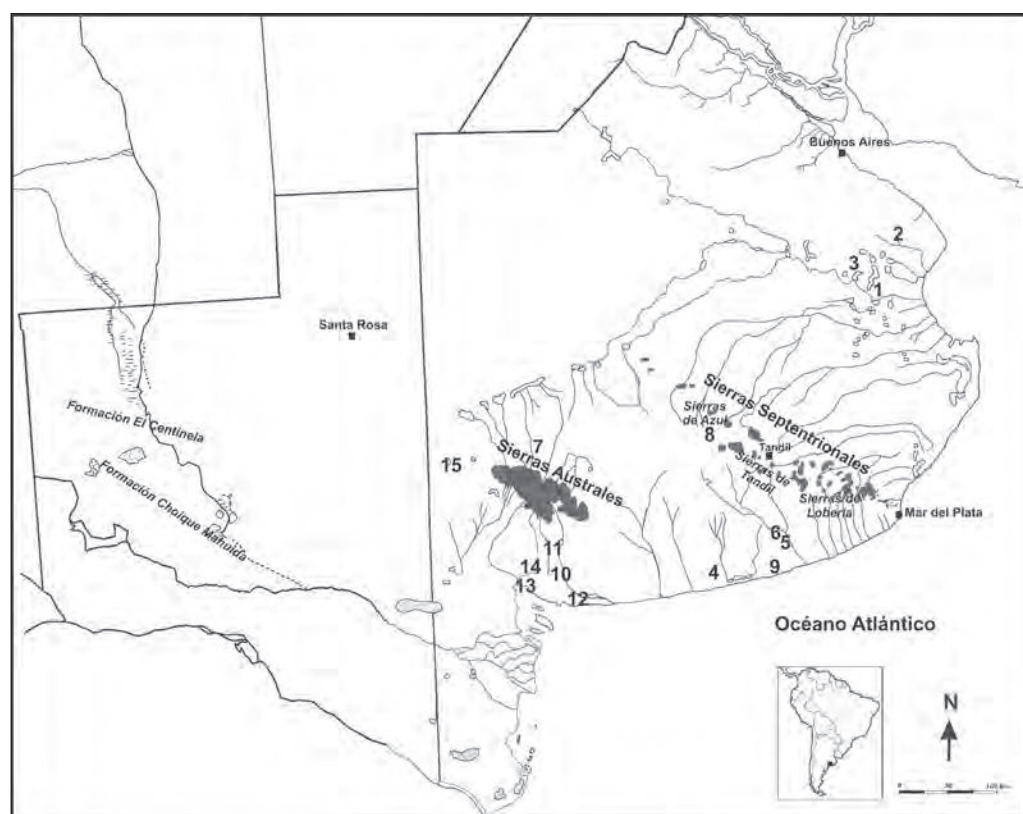 Buenos Aires
2
3
1
Santa Rosa
Formación El Centinela
Formación Choique Mahuida
Sierras Septentrionales
Sierras
de Azul
8
Tandil
Sierras de
Tandil
Sierras de
Lobería
Mar del Plata
7
15
Sierras Australes
6
5
11
14
10
4
9
13
12
Océano Atlántico
N
0